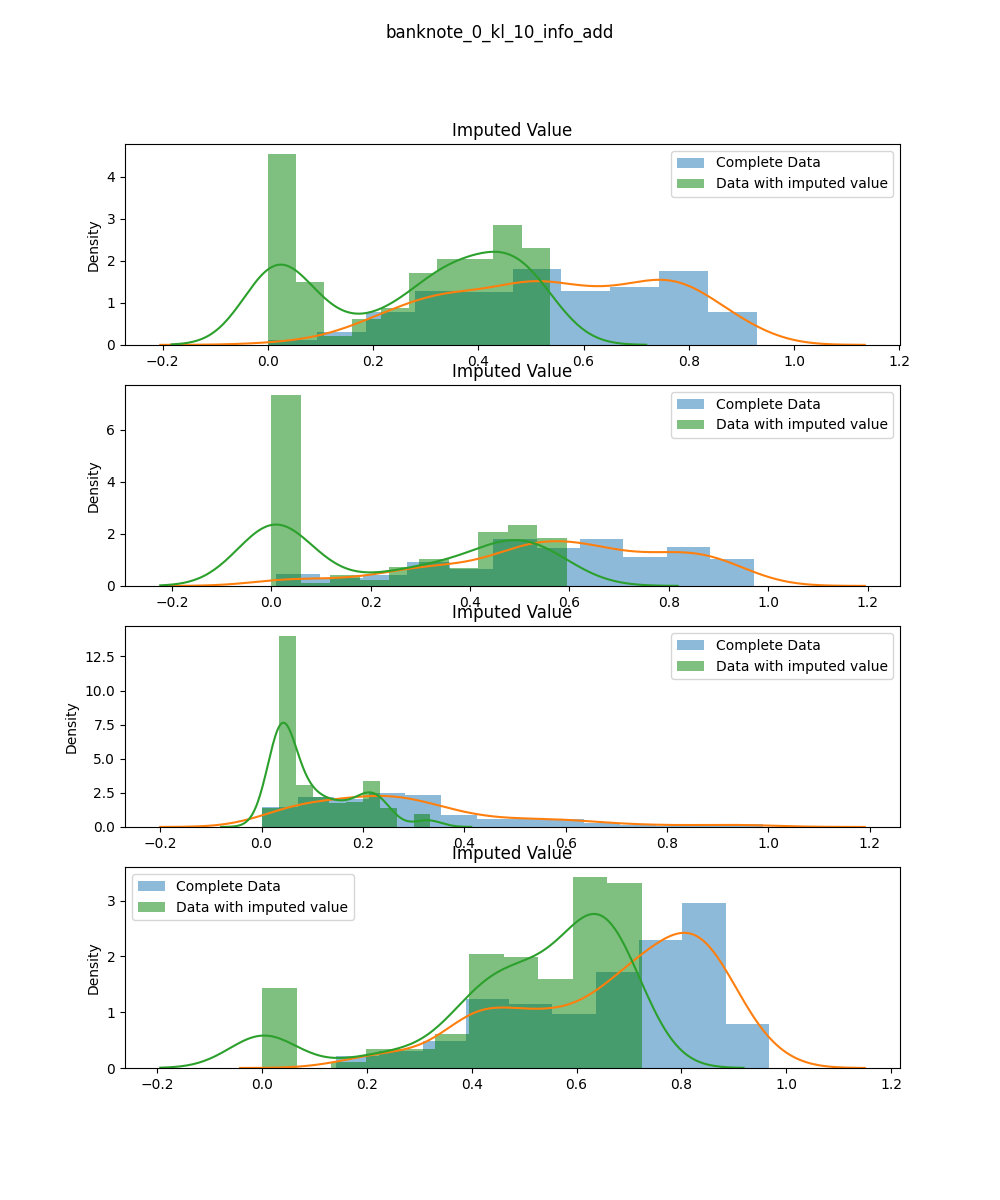 banknote_0_kl_10_info_add
Imputed Value
Complete Data
Data with imputed value
Density
4
3
2
1
0
−0.2 0.0 0.2 0.4 0.6 0.8 1.0 1.2
Imputed Value
Complete Data
Data with imputed value
Density
6
4
2
0
−0.2 0.0 0.2 0.4 0.6 0.8 1.0 1.2
Imputed Value
Complete Data
Data with imputed value
Density
12.5
10.0
7.5
5.0
2.5
0.0
−0.2 0.0 0.2 0.4 0.6 0.8 1.0 1.2
Imputed Value
Complete Data
Data with imputed value
Density
3
2
1
0
−0.2 0.0 0.2 0.4 0.6 0.8 1.0 1.2